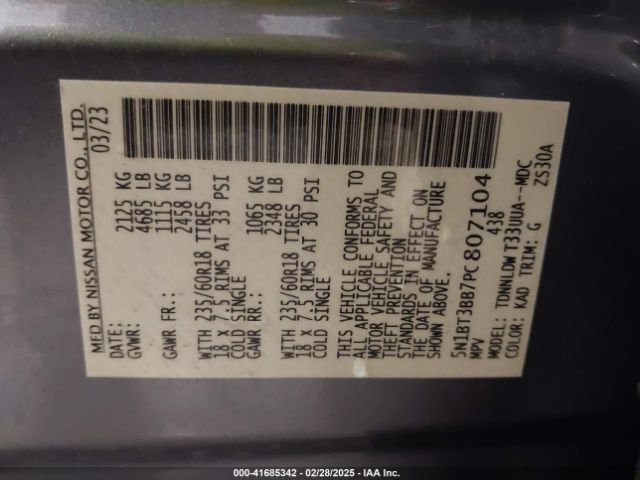 MFD BY NISSAN MOTOR CO., LTD.
DATE: 03/23
GVWR: 2125 KG
4685 LB
GAWR FR.: 1115 KG
2458 LB
WITH 235/60R18 TIRES
18 X 7.5 RIMS AT 33 PSI
COLD SINGLE
GAWR RR.: 1065 KG
2348 LB
WITH 235/60R18 TIRES
18 X 7.5 RIMS AT 30 PSI
COLD SINGLE
THIS VEHICLE CONFORMS TO
ALL APPLICABLE FEDERAL
MOTOR VEHICLE SAFETY AND
THEFT PREVENTION
STANDARDS IN EFFECT ON
THE DATE OF MANUFACTURE
SHOWN ABOVE.
5N1BT3BB7PC807104
MPV 438
MODEL: TDNNLDW T33UUA--MDC
COLOR: KAD TRIM: G ZS30A
000-41685342 | 02/28/2025 | IAA Inc.